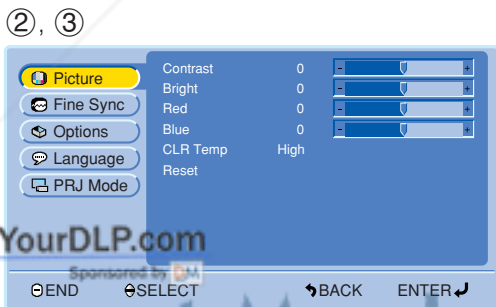 ②, ③
Picture
Fine Sync
Options
Language
PRJ Mode
Contrast 0 - +
Bright 0 - +
Red 0 - +
Blue 0 - +
CLR Temp High
Reset
YourDLP.com
Sponsored by DM
END SELECT BACK ENTER